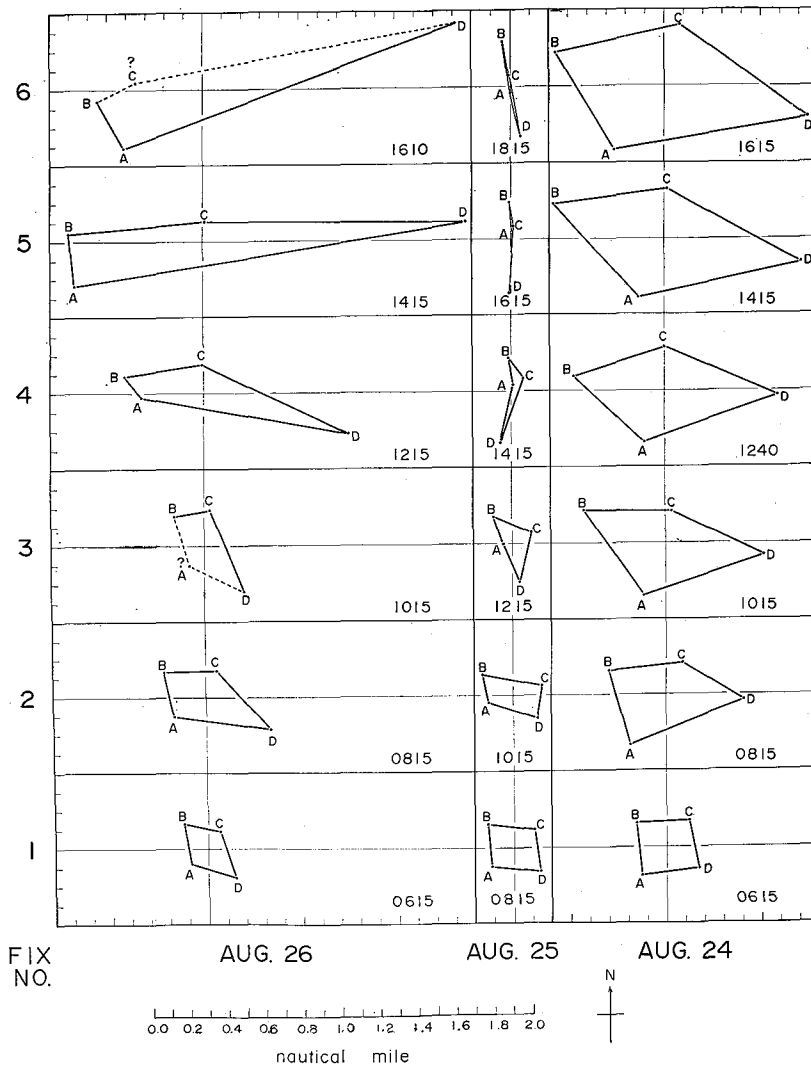 6
?
B C D A 1610
B C A D 1815
B C A D 1615
5
B C D A 1415
B C A D 1615
B C A D 1415
4
B C A D 1215
B C A D 1415
B C A D 1240
3
B C ? A D 1015
B C A D 1215
B C A D 1015
2
B C A D 0815
B C A D 1015
B C A D 0815
1
B C A D 0615
B C A D 0815
B C A D 0615
FIX NO.
AUG. 26 AUG. 25 AUG. 24
N
0.0 0.2 0.4 0.6 0.8 1.0 1.2 1.4 1.6 1.8 2.0
nautical mile